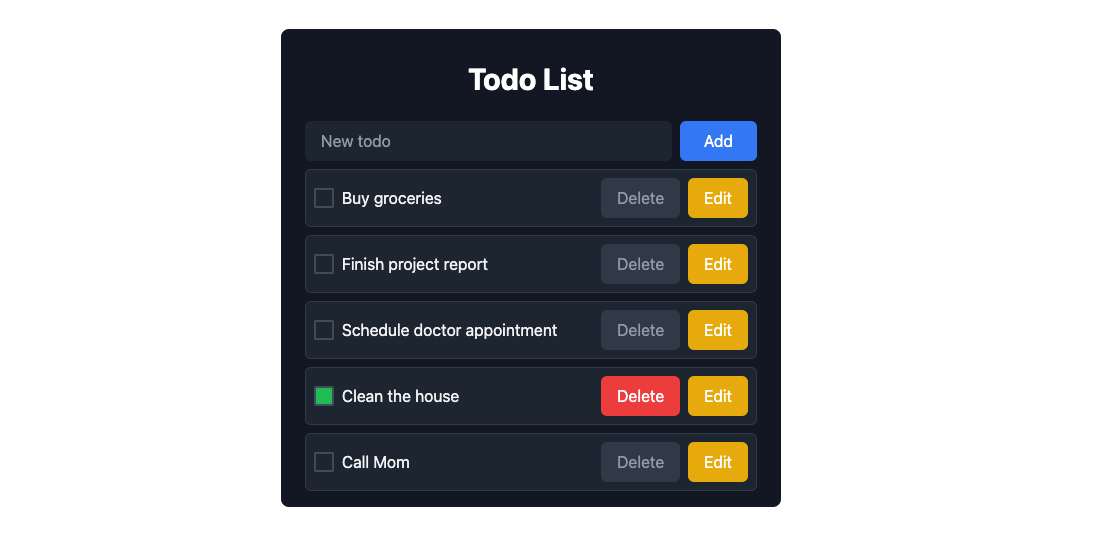 Todo List
New todo Add
Buy groceries Delete Edit
Finish project report Delete Edit
Schedule doctor appointment Delete Edit
Clean the house Delete Edit
Call Mom Delete Edit